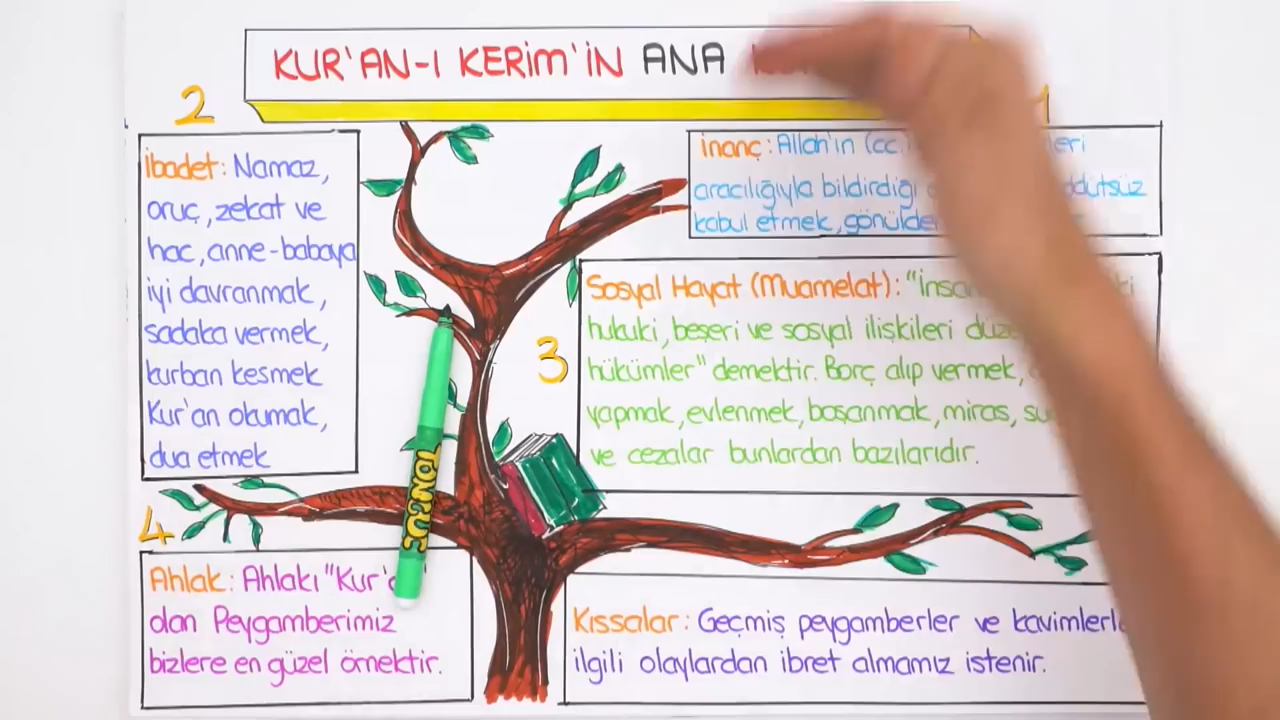 KUR'AN-I KERİM'İN ANA
2
İbadet: Namaz,
oruç, zekat ve
hac, anne-babaya
iyi davranmak,
sadaka vermek,
kurban kesmek
Kur'an okumak,
dua etmek
1
İnanç: Allah'ın (cc.)
aracılığıyla bildirdiği
kabul etmek, gönülden
3
Sosyal Hayat (Muamelat): "İnsan
hukuki, beşeri ve sosyal ilişkileri
hükümler" demektir. Borç alıp vermek,
yapmak, evlenmek, boşanmak, miras,
ve cezalar bunlardan bazılarıdır.
4
Ahlak: Ahlakı "Kur'an"
olan Peygamberimiz
bizlere en güzel örnektir.
Kıssalar: Geçmiş peygamberler ve kavimlerle
ilgili olaylardan ibret almamız istenir.